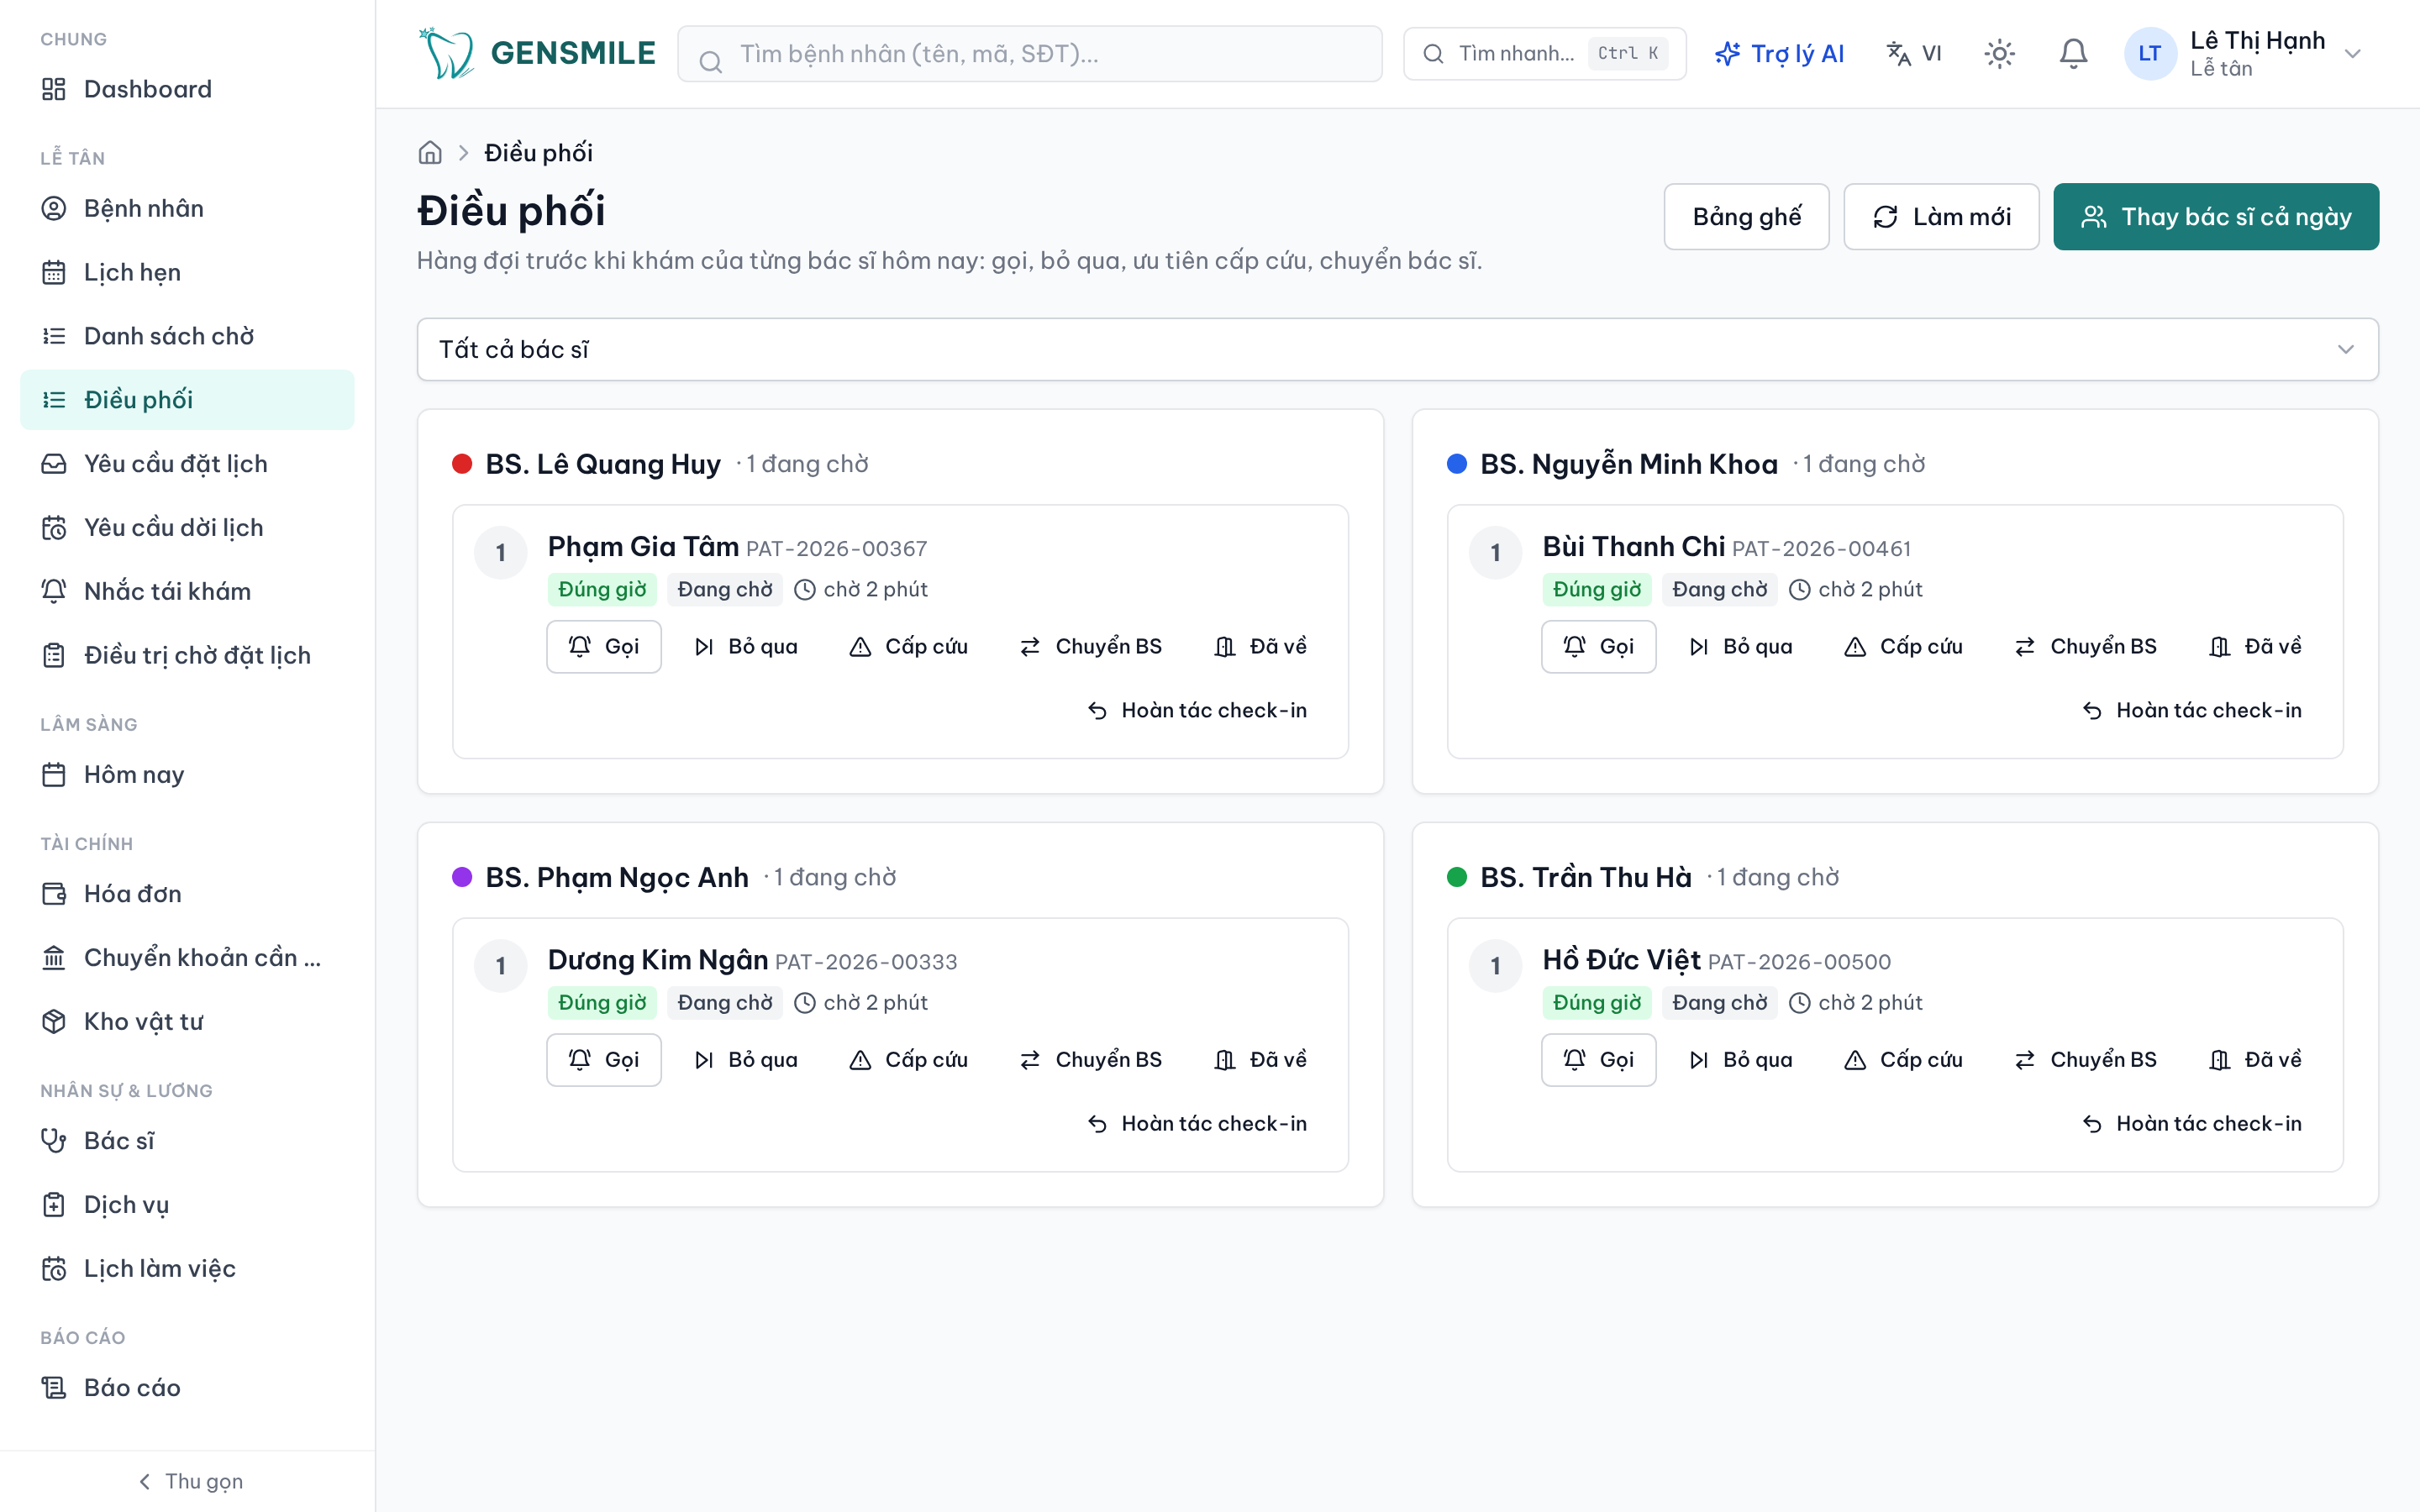 CHUNG
Dashboard
LỄ TÂN
Bệnh nhân
Lịch hẹn
Danh sách chờ
Điều phối
Yêu cầu đặt lịch
Yêu cầu dời lịch
Nhắc tái khám
Điều trị chờ đặt lịch
LÂM SÀNG
Hôm nay
TÀI CHÍNH
Hóa đơn
Chuyển khoản cần ...
Kho vật tư
NHÂN SỰ & LƯƠNG
Bác sĩ
Dịch vụ
Lịch làm việc
BÁO CÁO
Báo cáo
Thu gọn
GENSMILE
Tìm bệnh nhân (tên, mã, SĐT)...
Tìm nhanh... Ctrl K
Trợ lý AI
VI
LT
Lê Thị Hạnh
Lễ tân
Điều phối
Điều phối
Hàng đợi trước khi khám của từng bác sĩ hôm nay: gọi, bỏ qua, ưu tiên cấp cứu, chuyển bác sĩ.
Bảng ghế
Làm mới
Thay bác sĩ cả ngày
Tất cả bác sĩ
BS. Lê Quang Huy · 1 đang chờ
1 Phạm Gia Tâm PAT-2026-00367
Đúng giờ Đang chờ chờ 2 phút
Gọi Bỏ qua Cấp cứu Chuyển BS Đã về
Hoàn tác check-in
BS. Nguyễn Minh Khoa · 1 đang chờ
1 Bùi Thanh Chi PAT-2026-00461
Đúng giờ Đang chờ chờ 2 phút
Gọi Bỏ qua Cấp cứu Chuyển BS Đã về
Hoàn tác check-in
BS. Phạm Ngọc Anh · 1 đang chờ
1 Dương Kim Ngân PAT-2026-00333
Đúng giờ Đang chờ chờ 2 phút
Gọi Bỏ qua Cấp cứu Chuyển BS Đã về
Hoàn tác check-in
BS. Trần Thu Hà · 1 đang chờ
1 Hồ Đức Việt PAT-2026-00500
Đúng giờ Đang chờ chờ 2 phút
Gọi Bỏ qua Cấp cứu Chuyển BS Đã về
Hoàn tác check-in